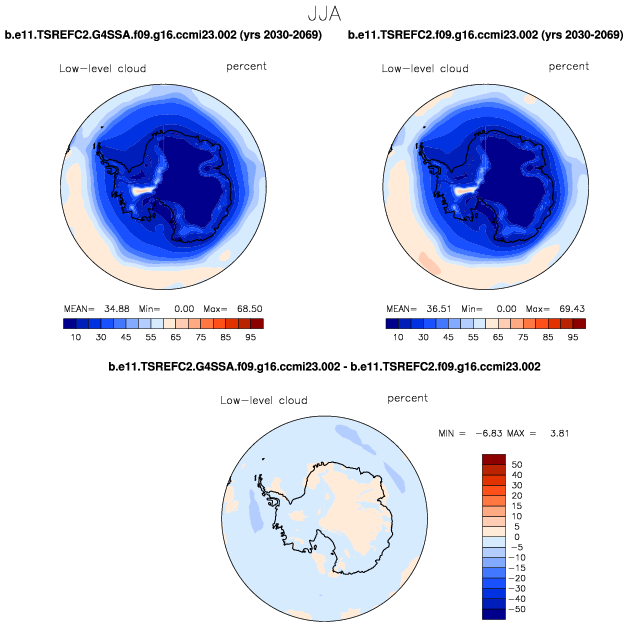 JJA
b.e11.TSREFC2.G4SSA.f09.g16.ccmi23.002 (yrs 2030-2069)
b.e11.TSREFC2.f09.g16.ccmi23.002 (yrs 2030-2069)
Low-level cloud percent
Low-level cloud percent
MEAN= 34.88 Min= 0.00 Max= 68.50
MEAN= 36.51 Min= 0.00 Max= 69.43
10 30 45 55 65 75 85 95
10 30 45 55 65 75 85 95
b.e11.TSREFC2.G4SSA.f09.g16.ccmi23.002 - b.e11.TSREFC2.f09.g16.ccmi23.002
Low-level cloud percent
MIN = -6.83 MAX = 3.81
50
40
30
20
15
10
5
0
-5
-10
-15
-20
-30
-40
-50